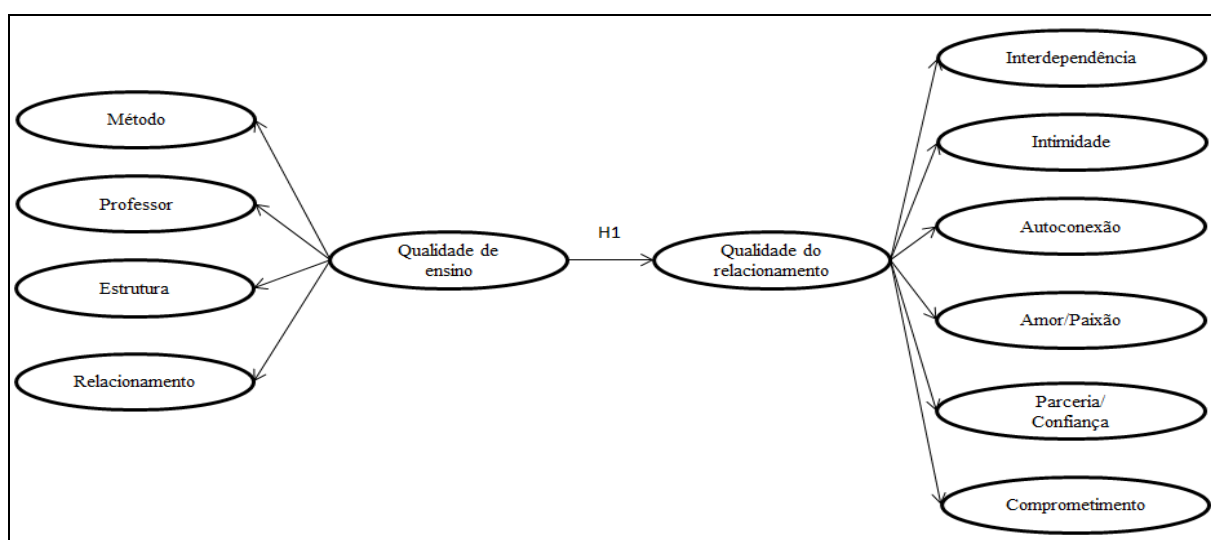 Método
Professor
Estrutura
Relacionamento
Qualidade de
ensino
H1
Qualidade do
relacionamento
Interdependência
Intimidade
Autoconexão
Amor/Paixão
Parceria/
Confiança
Comprometimento